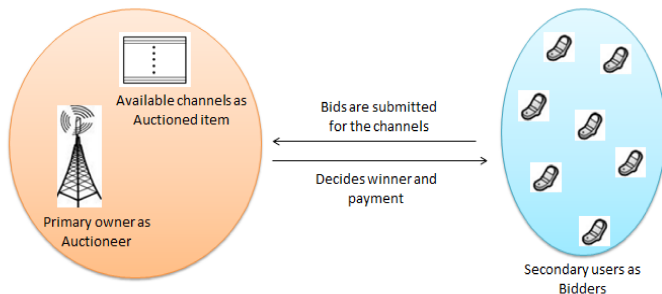 Available channels as
Auctioned item
Primary owner as
Auctioneer
Bids are submitted
for the channels
Decides winner and
payment
Secondary users as
Bidders